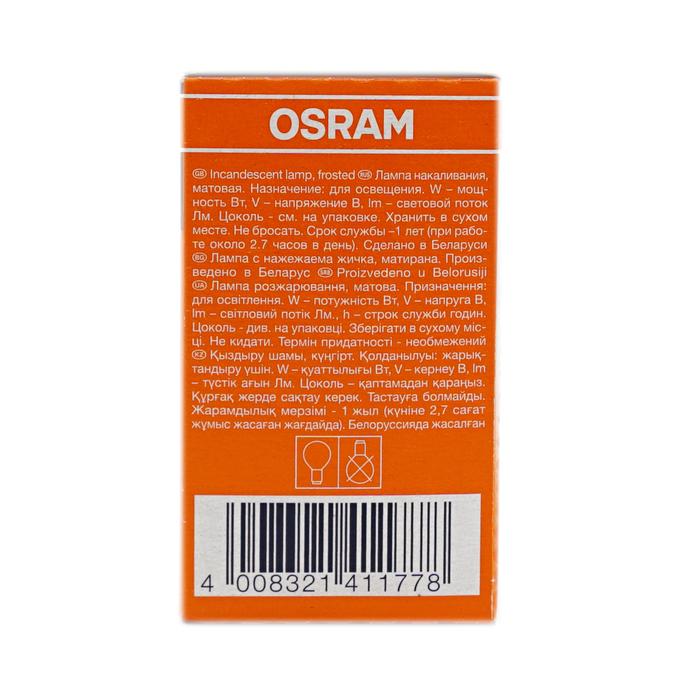 OSRAM
GB Incandescent lamp, frosted RUS Лампа накаливания,
матовая. Назначение: для освещения. W – мощ-
ность Вт, V – напряжение В, lm – световой поток
Лм. Цоколь - см. на упаковке. Хранить в сухом
месте. Не бросать. Срок службы –1 лет (при рабо-
те около 2.7 часов в день). Сделано в Беларуси
BG Лампа с нажежаема жичка, матирана. Произ-
ведено в Беларус SRB Proizvedeno u Belorusiji
UA Лампа розжарювання, матова. Призначення:
для освітлення. W – потужність Вт, V – напруга В,
lm – світловий потік Лм., h – строк служби годин.
Цоколь - див. на упаковці. Зберігати в сухому міс-
ці. Не кидати. Термін придатності - необмежений
KZ Қыздыру шамы, күңгірт. Қолданылуы: жарық-
тандыру үшін. W – қуаттылығы Вт, V – кернеу В, lm
– түстік ағын Лм. Цоколь – қаптамадан қараңыз.
Құрғақ жерде сақтау керек. Тастауға болмайды.
Жарамдылық мерзімі - 1 жыл (күніне 2,7 сағат
жұмыс жасаған жағдайда). Белоруссияда жасалған
4 008321 411778